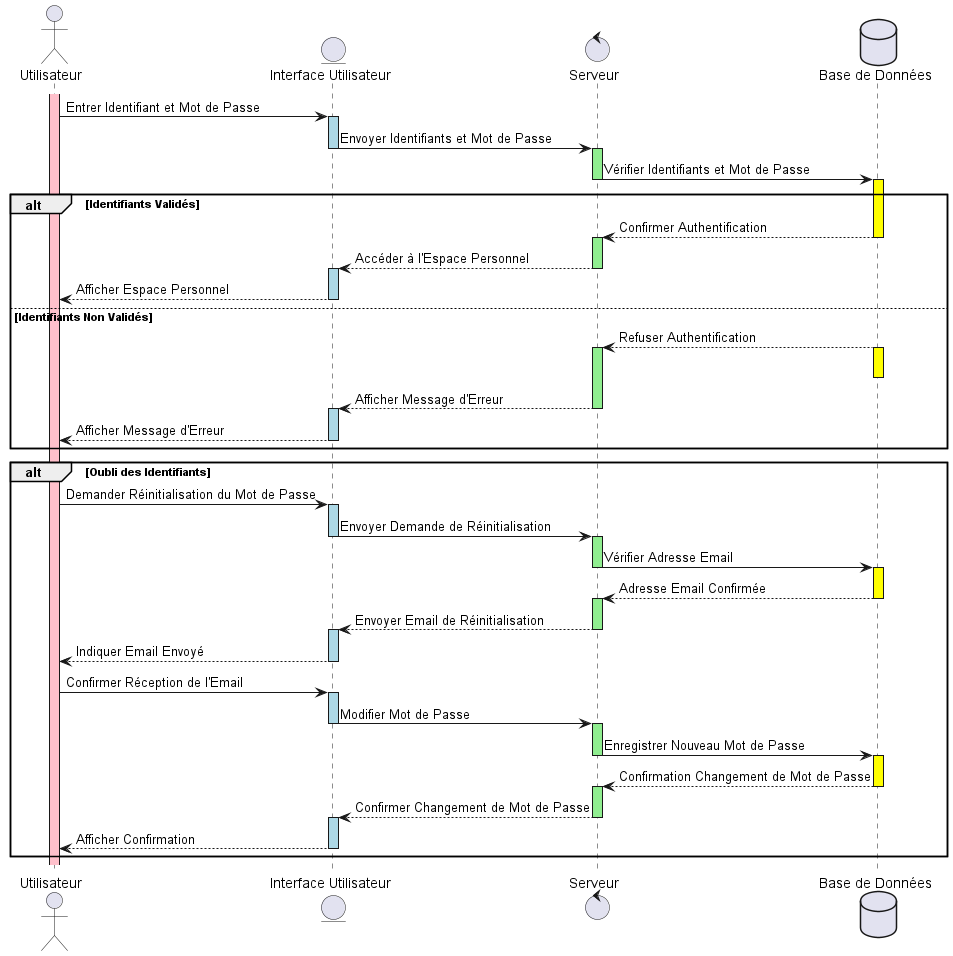 Utilisateur
Interface Utilisateur
Serveur
Base de Données
Entrer Identifiant et Mot de Passe
Envoyer Identifiants et Mot de Passe
Vérifier Identifiants et Mot de Passe
alt
[Identifiants Validés]
Confirmer Authentification
Accéder à l'Espace Personnel
Afficher Espace Personnel
[Identifiants Non Validés]
Refuser Authentification
Afficher Message d'Erreur
Afficher Message d'Erreur
alt
[Oubli des Identifiants]
Demander Réinitialisation du Mot de Passe
Envoyer Demande de Réinitialisation
Vérifier Adresse Email
Adresse Email Confirmée
Envoyer Email de Réinitialisation
Indiquer Email Envoyé
Confirmer Réception de l'Email
Modifier Mot de Passe
Enregistrer Nouveau Mot de Passe
Confirmation Changement de Mot de Passe
Confirmer Changement de Mot de Passe
Afficher Confirmation
Utilisateur
Interface Utilisateur
Serveur
Base de Données